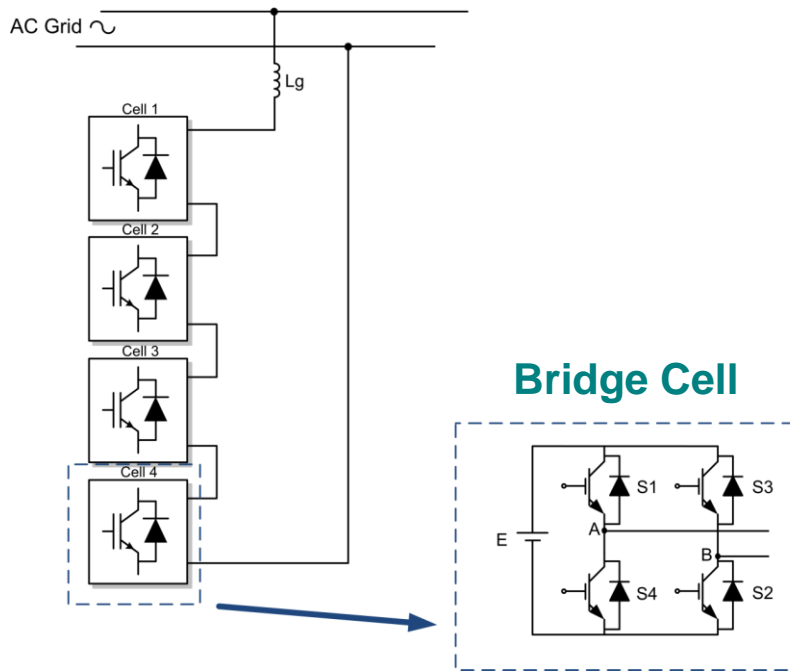 AC Grid
Lg
Cell 1
Cell 2
Cell 3
Cell 4
Bridge Cell
S1
S3
A
E
B
S4
S2